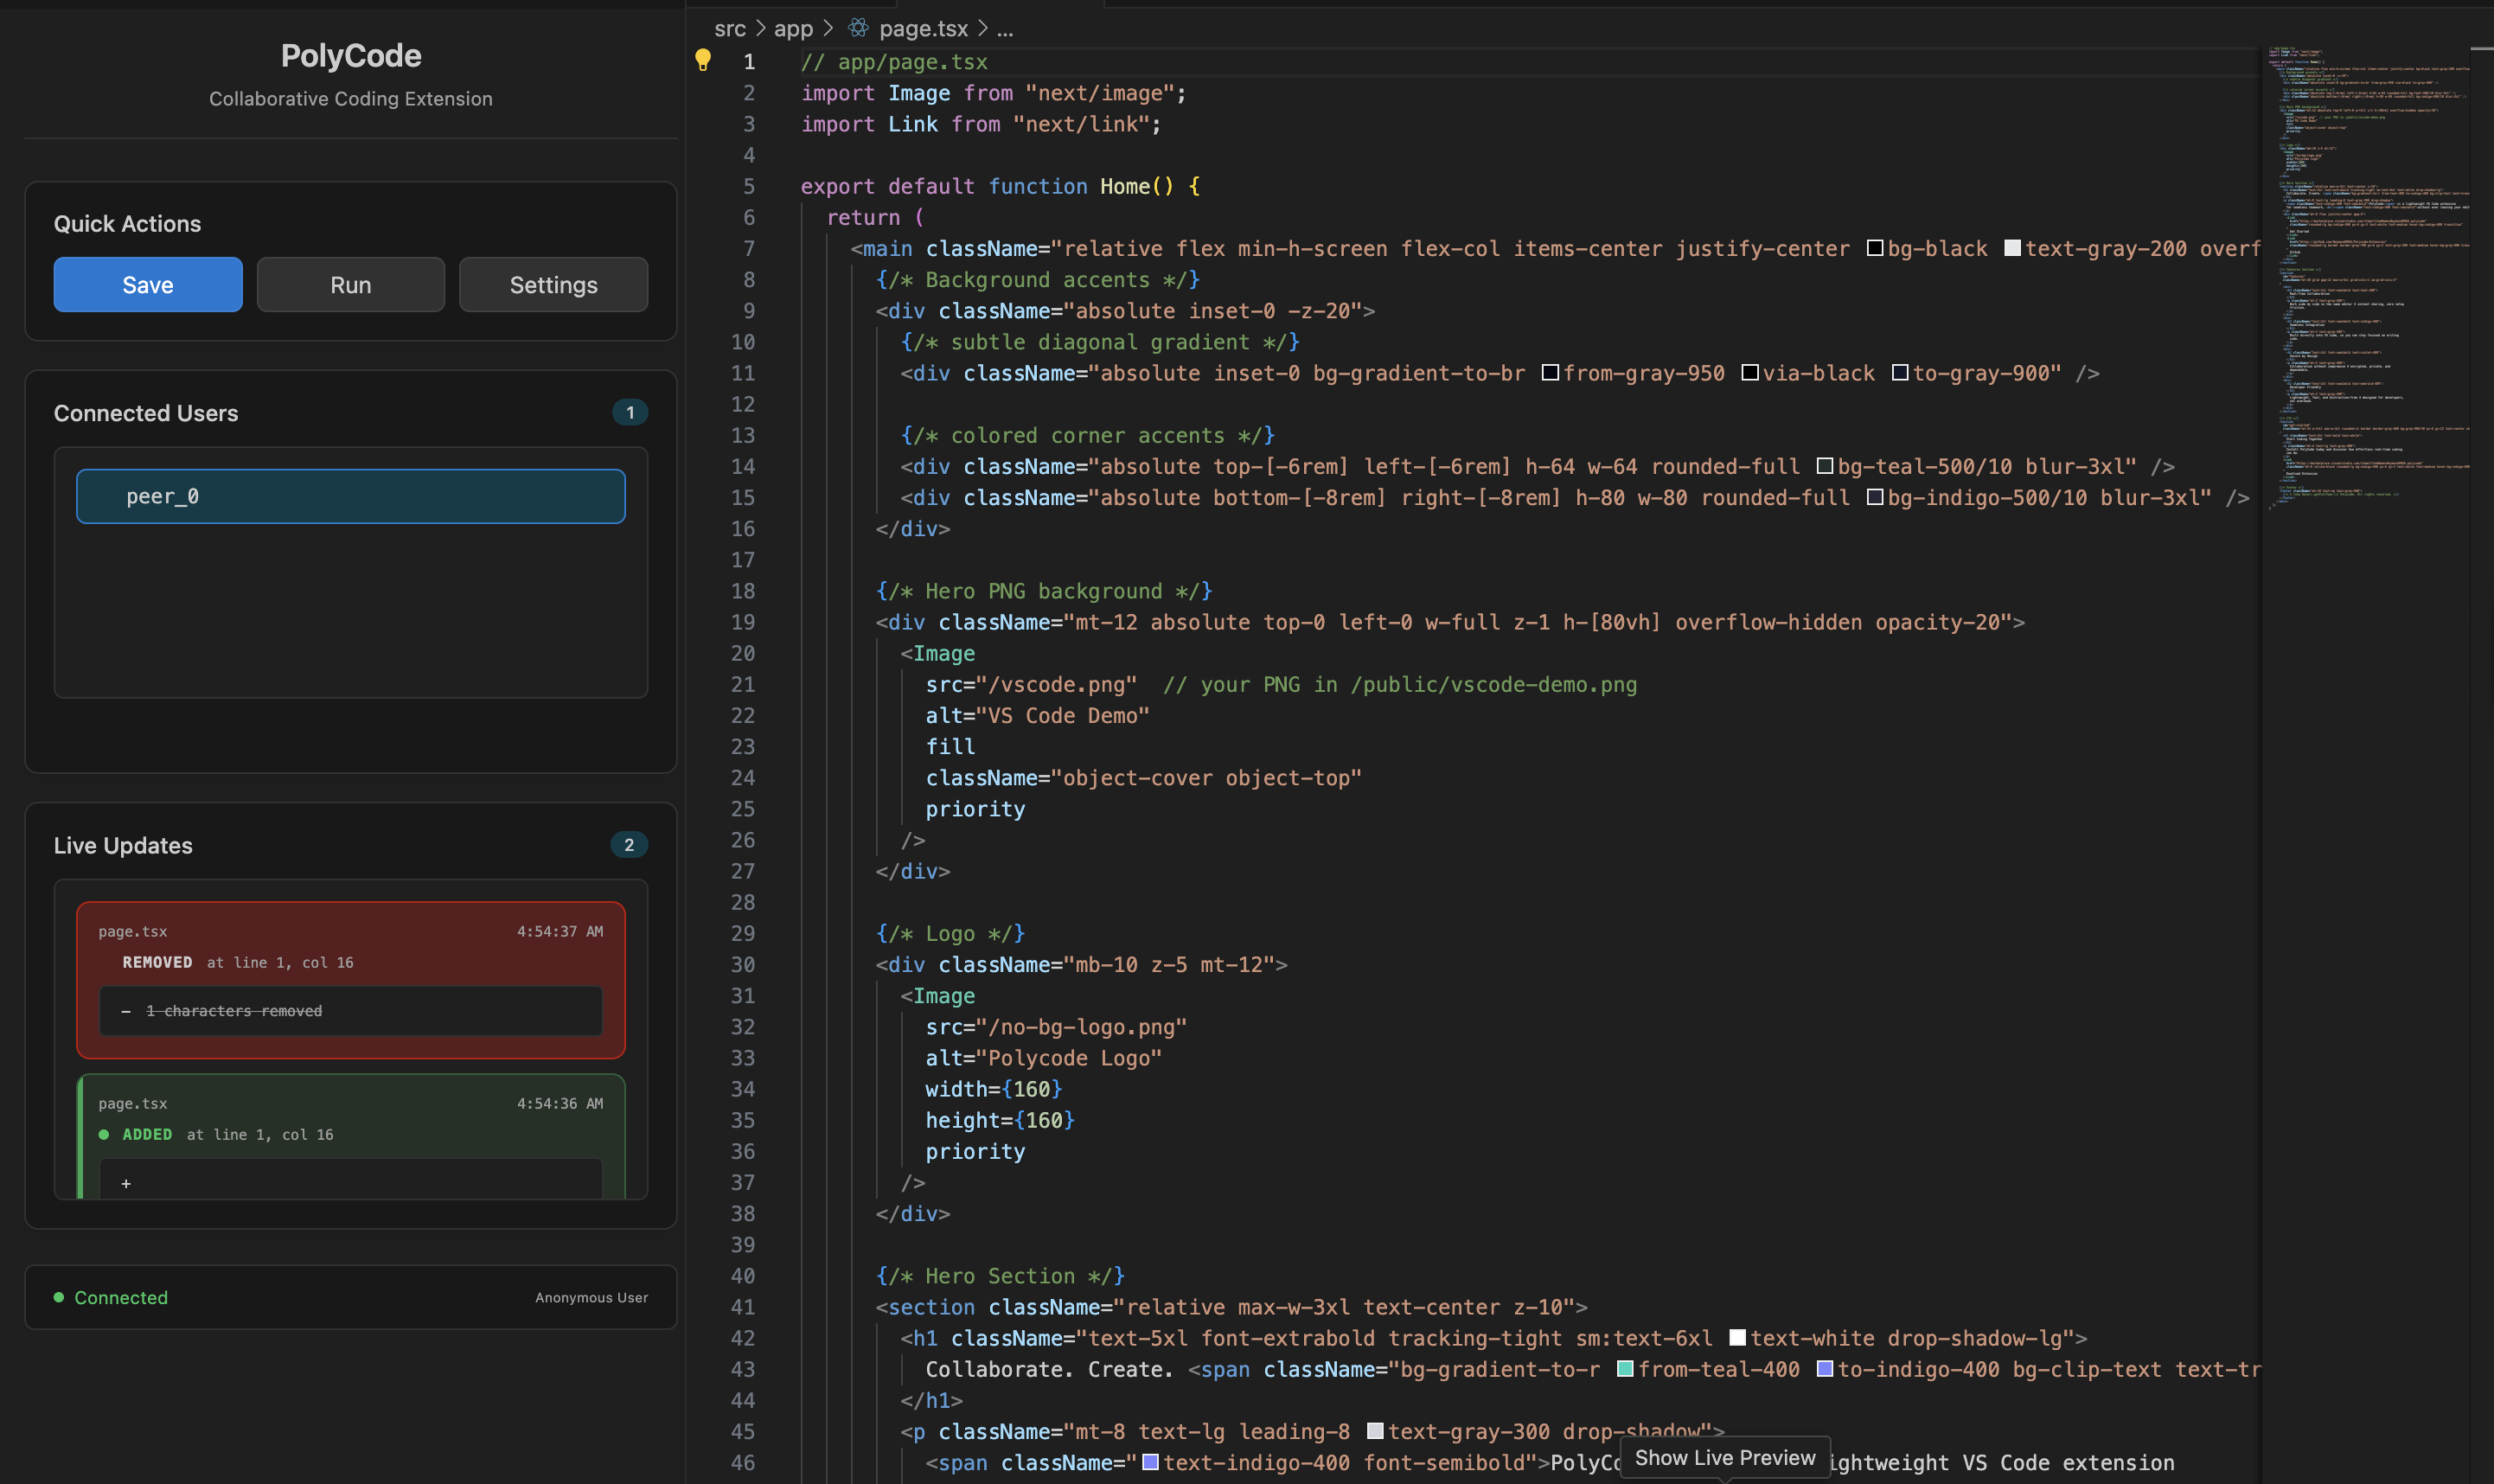 PolyCode
Collaborative Coding Extension
Quick Actions
Save
Run
Settings
Connected Users
1
peer_0
Live Updates
2
page.tsx
4:54:37 AM
REMOVED at line 1, col 16
– 1 characters removed
page.tsx
4:54:36 AM
ADDED at line 1, col 16
+
Connected
Anonymous User
src > app > page.tsx > ...
1 // app/page.tsx
2 import Image from "next/image";
3 import Link from "next/link";
4
5 export default function Home() {
6 return (
7 <main className="relative flex min-h-screen flex-col items-center justify-center bg-black text-gray-200 overf
8 {/* Background accents */}
9 <div className="absolute inset-0 -z-20">
10 {/* subtle diagonal gradient */}
11 <div className="absolute inset-0 bg-gradient-to-br from-gray-950 via-black to-gray-900" />
12
13 {/* colored corner accents */}
14 <div className="absolute top-[-6rem] left-[-6rem] h-64 w-64 rounded-full bg-teal-500/10 blur-3xl" />
15 <div className="absolute bottom-[-8rem] right-[-8rem] h-80 w-80 rounded-full bg-indigo-500/10 blur-3xl" />
16 </div>
17
18 {/* Hero PNG background */}
19 <div className="mt-12 absolute top-0 left-0 w-full z-1 h-[80vh] overflow-hidden opacity-20">
20 <Image
21 src="/vscode.png"  // your PNG in /public/vscode-demo.png
22 alt="VS Code Demo"
23 fill
24 className="object-cover object-top"
25 priority
26 />
27 </div>
28
29 {/* Logo */}
30 <div className="mb-10 z-5 mt-12">
31 <Image
32 src="/no-bg-logo.png"
33 alt="Polycode Logo"
34 width={160}
35 height={160}
36 priority
37 />
38 </div>
39
40 {/* Hero Section */}
41 <section className="relative max-w-3xl text-center z-10">
42 <h1 className="text-5xl font-extrabold tracking-tight sm:text-6xl text-white drop-shadow-lg">
43 Collaborate. Create. <span className="bg-gradient-to-r from-teal-400 to-indigo-400 bg-clip-text text-tr
44 </h1>
45 <p className="mt-8 text-lg leading-8 text-gray-300 drop-shadow">
46 <span className="text-indigo-400 font-semibold">PolyCo ightweight VS Code extension
Show Live Preview